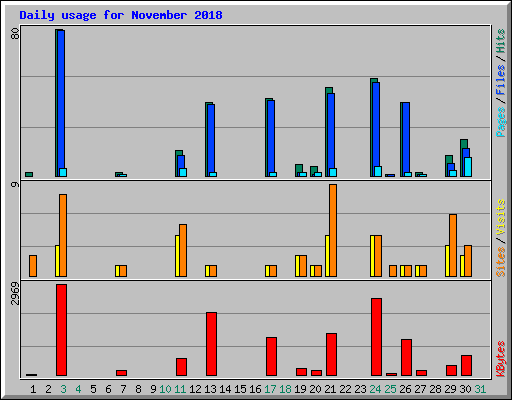 Daily usage for November 2018
80
Pages/Files/Hits
9
Sites/Visits
2969
KBytes
1 2 3 4 5 6 7 8 9 10 11 12 13 14 15 16 17 18 19 20 21 22 23 24 25 26 27 28 29 30 31